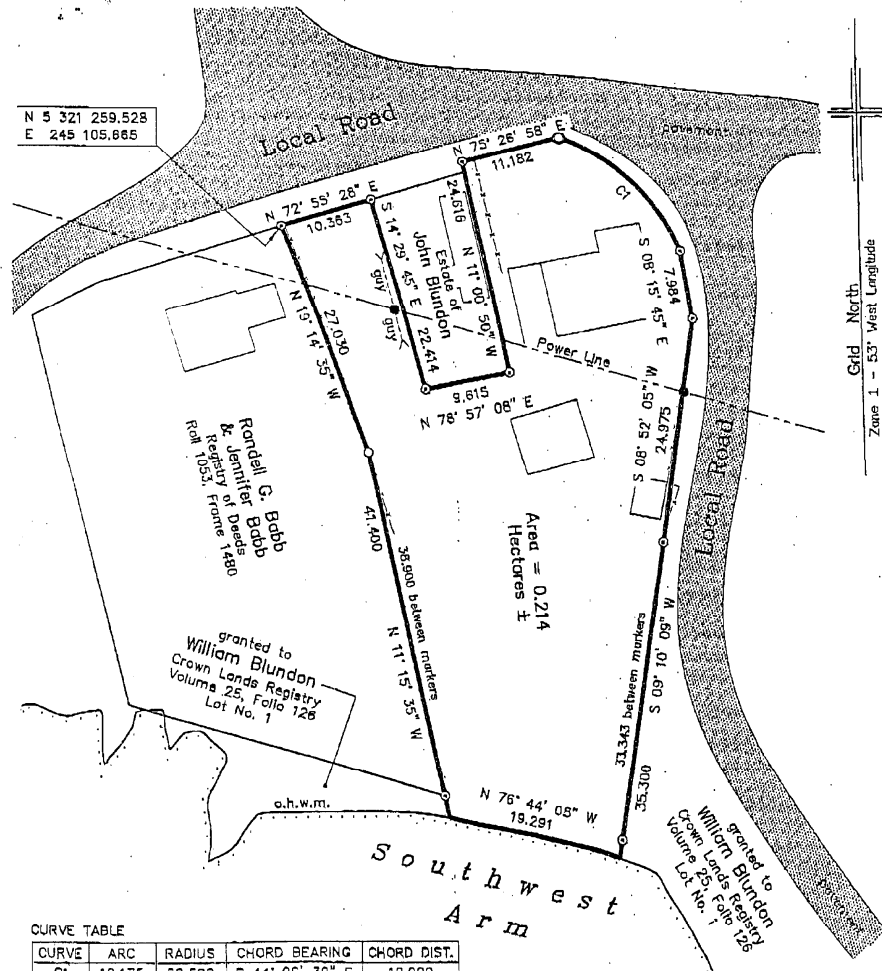 N 5 321 259.528
E 245 105.865
Local Road
pavement
N 75° 26' 58" E
11.182
C1
N 72° 55' 28" E
10.363
24.616
N 11° 00' 50" W
Estate of
John Blundon
S 14° 29' 45" E
22.414
guy
guy
S 08° 15' 45" E
7.984
Grid North
Zone 1 - 53° West Longitude
27.030
N 19° 14' 35" W
Power Line
9.615
N 78° 57' 08" E
S 08° 52' 05" W
24.975
Local Road
Randell G. Babb
& Jennifer Babb
Registry of Deeds
Roll 1053, Frame 1480
Area = 0.214
Hectares ±
41.400
38.900 between markers
N 11° 15' 35" W
33.343 between markers
S 09° 10' 09" W
35.300
granted to
William Blundon
Crown Lands Registry
Volume 25, Folio 126
Lot No. 1
o.h.w.m.
N 76° 44' 05" W
19.291
Southwest
Arm
granted to
William Blundon
Crown Lands Registry
Volume 25, Folio 126
Lot No. 1
pavement
CURVE TABLE
CURVE ARC RADIUS CHORD BEARING CHORD DIST.